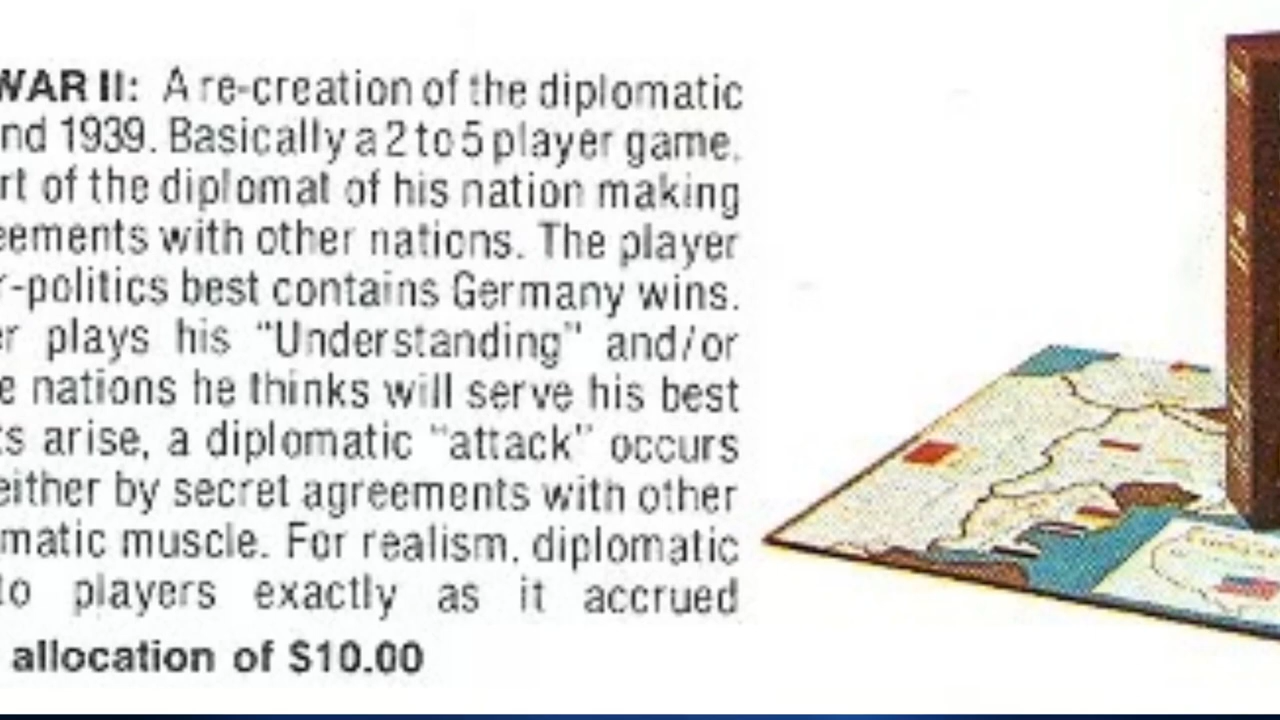 WAR II: A re-creation of the diplomatic
nd 1939. Basically a 2 to 5 player game,
rt of the diplomat of his nation making
eements with other nations. The player
r-politics best contains Germany wins.
er plays his “Understanding” and/or
e nations he thinks will serve his best
ts arise, a diplomatic “attack” occurs
either by secret agreements with other
matic muscle. For realism, diplomatic
to players exactly as it accrued
allocation of $10.00